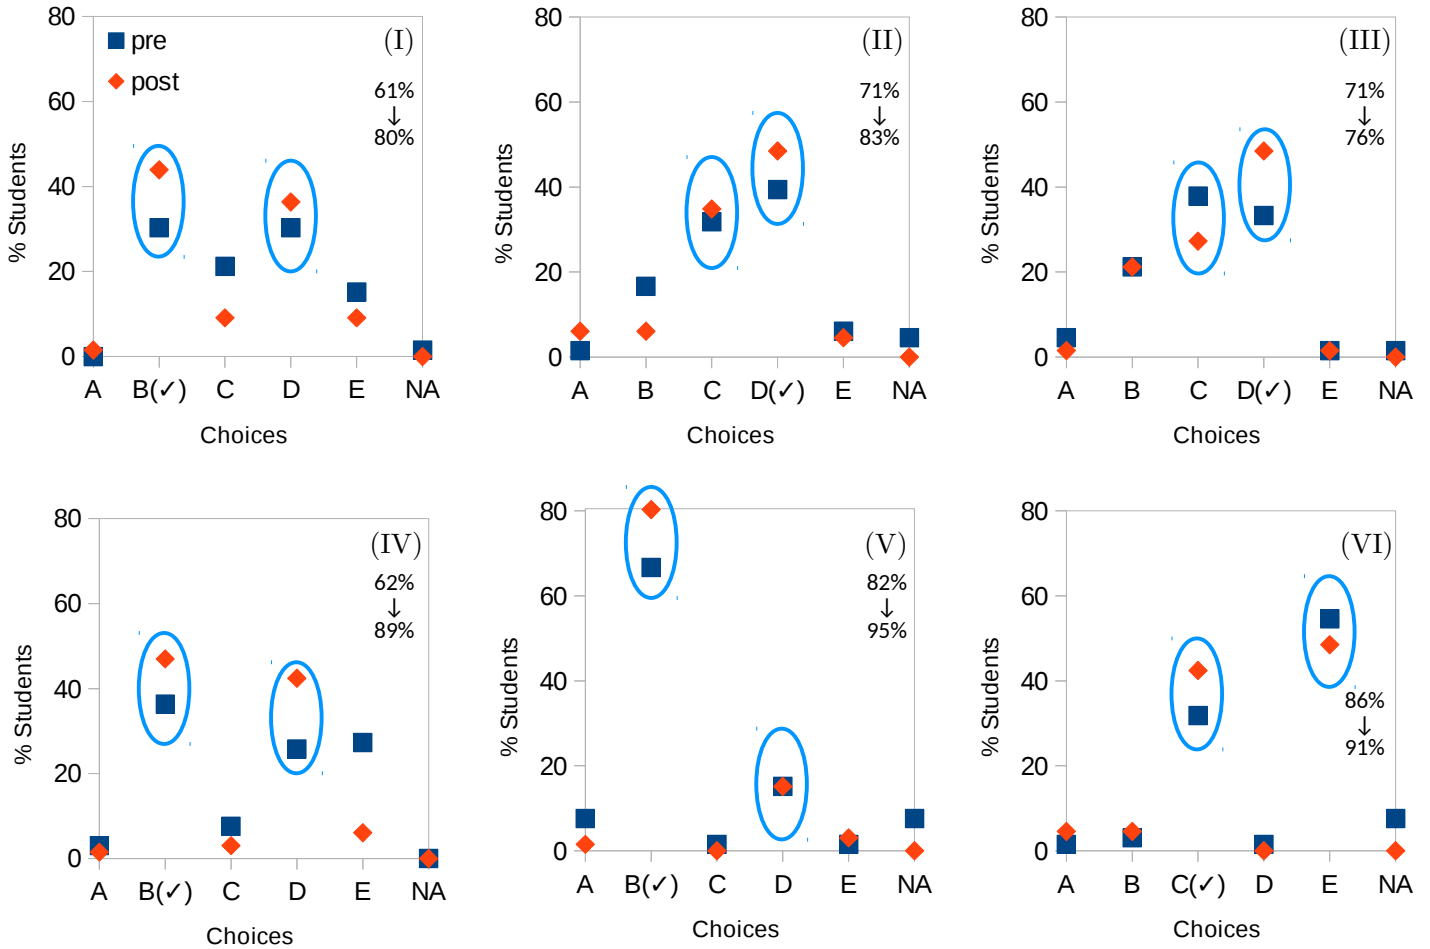 80
60
40
20
0
% Students
pre
post
(I)
61%
↓
80%
A B(✓) C D E NA
Choices
80
60
40
20
0
% Students
(II)
71%
↓
83%
A B C D(✓) E NA
Choices
80
60
40
20
0
% Students
(III)
71%
↓
76%
A B C D(✓) E NA
Choices
80
60
40
20
0
% Students
(IV)
62%
↓
89%
A B(✓) C D E NA
Choices
80
60
40
20
0
% Students
(V)
82%
↓
95%
A B(✓) C D E NA
Choices
80
60
40
20
0
% Students
(VI)
86%
↓
91%
A B C(✓) D E NA
Choices